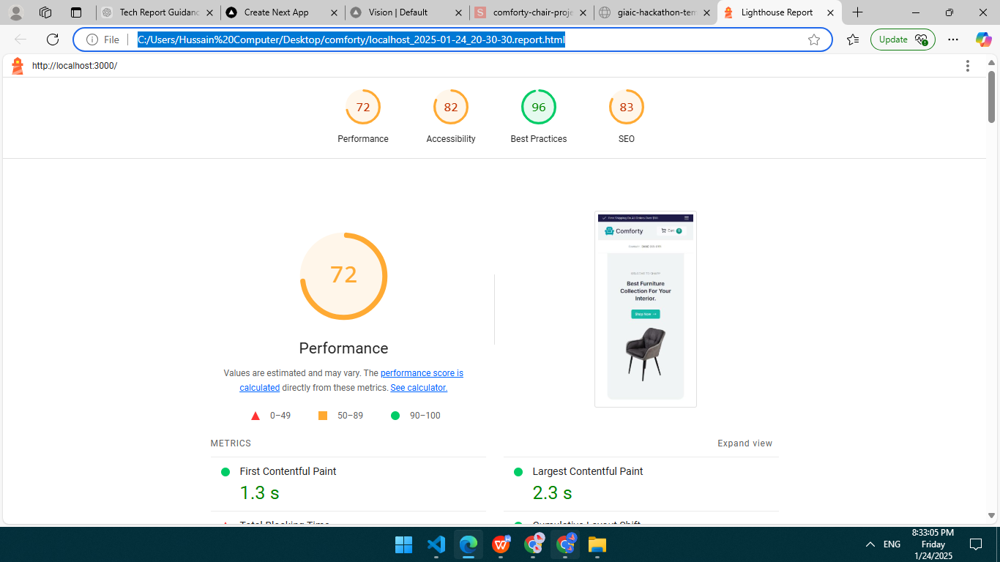 Tech Report Guidanc
Create Next App
Vision | Default
comforty-chair-proje
giaic-hackathon-tem
Lighthouse Report
File
C:/Users/Hussain%20Computer/Desktop/comforty/localhost_2025-01-24_20-30-30.report.html
Update
http://localhost:3000/
72 82 96 83
Performance Accessibility Best Practices SEO
72
Performance
Values are estimated and may vary. The performance score is
calculated directly from these metrics. See calculator.
0–49 50–89 90–100
Free Shipping On All Orders Over
Comforty Cart
WELCOME TO
Best Furniture
Collection For Your
Interior.
Shop Now →
METRICS
Expand view
First Contentful Paint
1.3 s
Largest Contentful Paint
2.3 s
Total Blocking Time
Cumulative Layout Shift
ENG
8:33:05 PM
Friday
1/24/2025